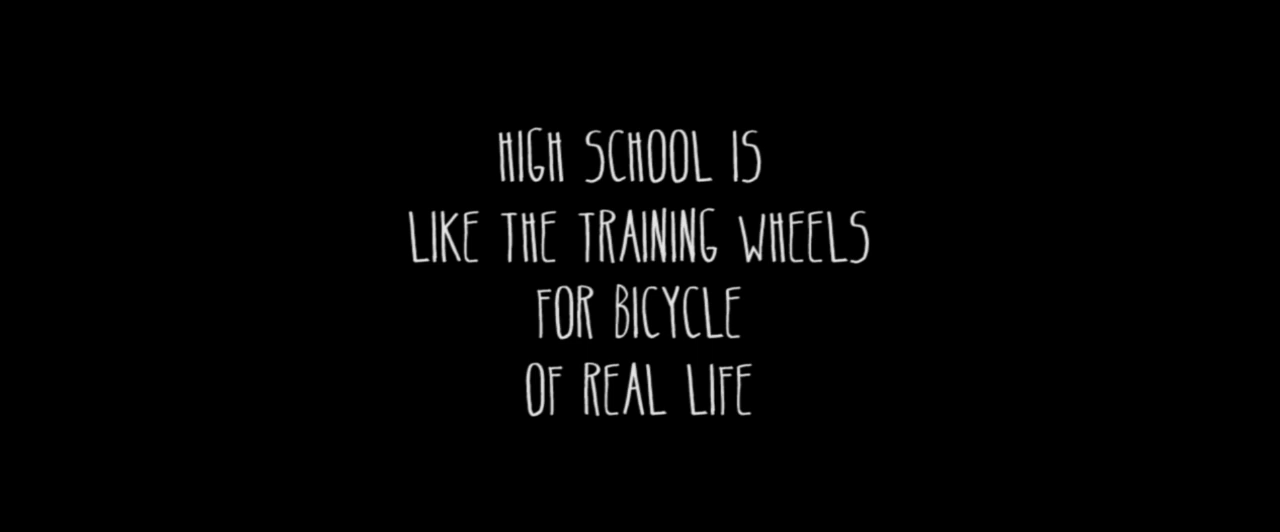 HIGH SCHOOL IS
LIKE THE TRAINING WHEELS
FOR BICYCLE
OF REAL LIFE